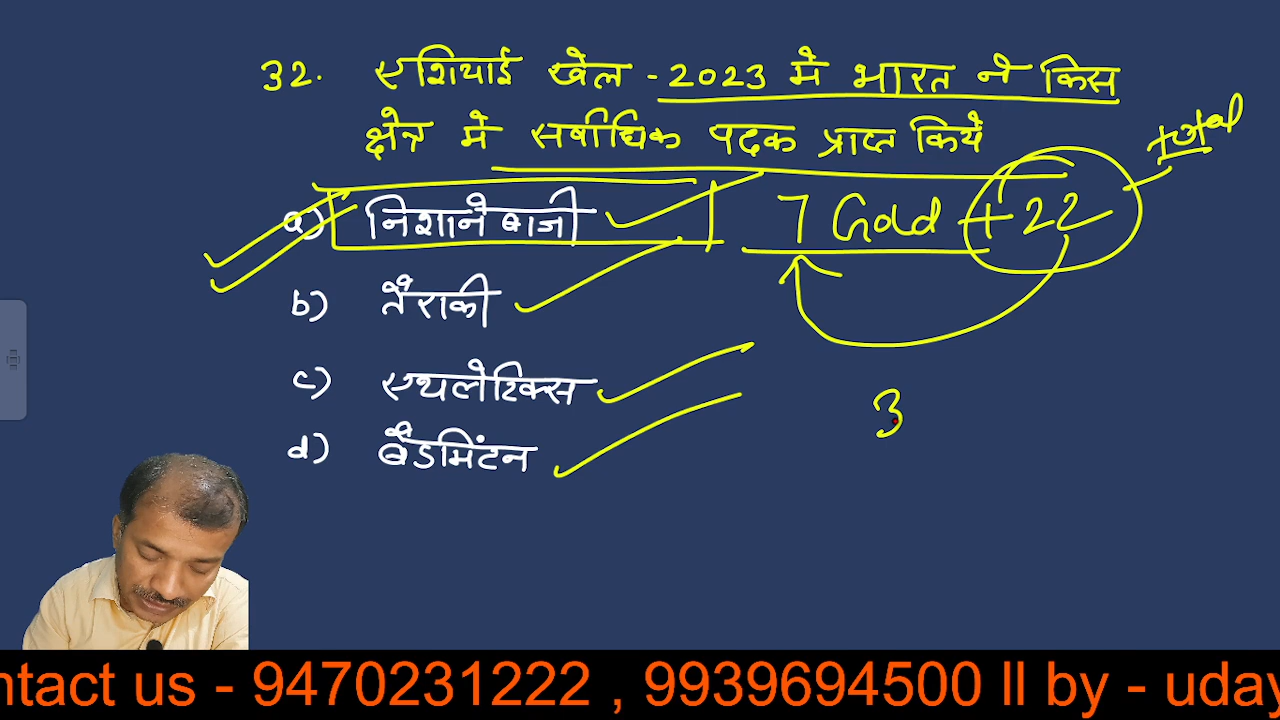 32. एशियाई खेल - 2023 में भारत ने किस
क्षेत्र में सर्वाधिक पदक प्राप्त किये
total
a) निशानेबाजी 7 Gold + 22
b) तैराकी
c) एथलेटिक्स
3
d) बैडमिंटन
ntact us - 9470231222 , 9939694500 ll by - uday